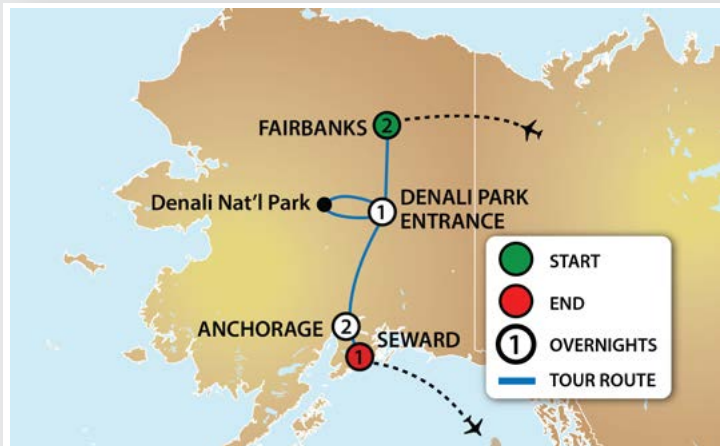 FAIRBANKS
2
Denali Nat'l Park
1
DENALI PARK
ENTRANCE
ANCHORAGE
2
SEWARD
1
START
END
1
OVERNIGHTS
TOUR ROUTE